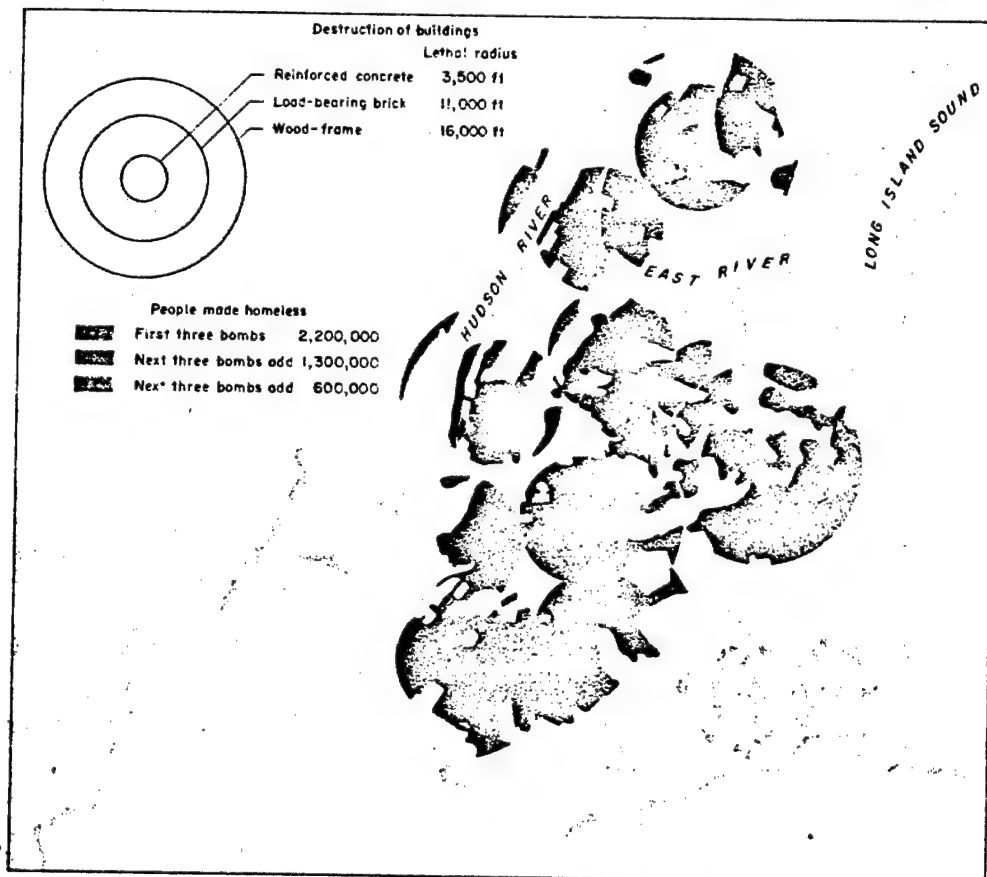 Destruction of buildings
Lethal radius
Reinforced concrete 3,500 ft
Load-bearing brick 11,000 ft
Wood-frame 16,000 ft
People made homeless
First three bombs 2,200,000
Next three bombs add 1,300,000
Next three bombs add 600,000
HUDSON RIVER
EAST RIVER
LONG ISLAND SOUND